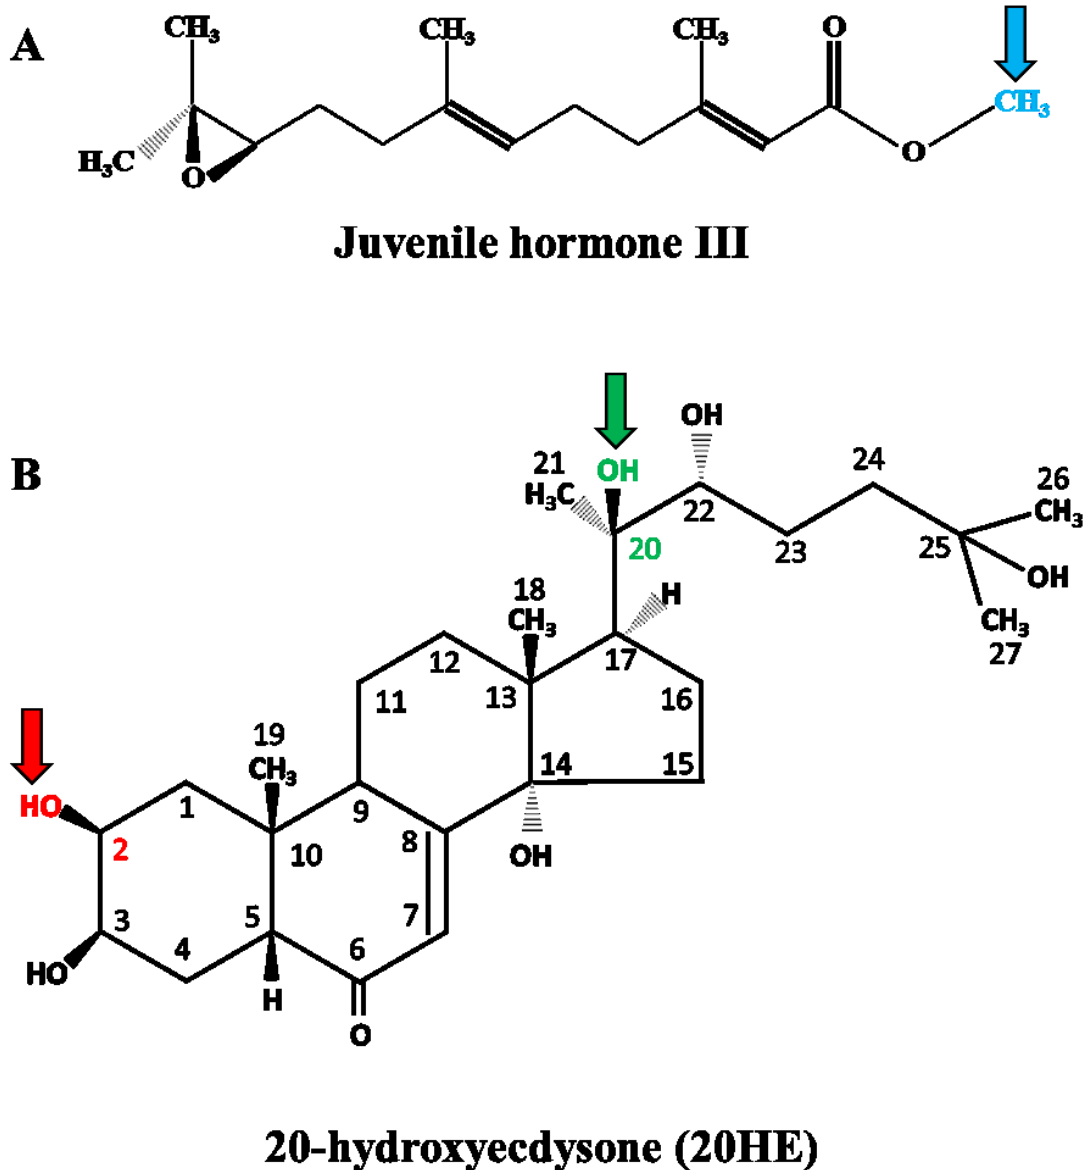 A
CH₃ CH₃ CH₃ O
CH₃
H₃C
O
O
Juvenile hormone III
B
OH
21 OH 24
H₃C 26
CH₃
22
20 23 25
OH
18 H
CH₃ CH₃
12 17 27
11 13 16
19
CH₃ 14 15
HO 1 9
2 10 8 OH
3 5 7
4 6
HO
H
O
20-hydroxyecdysone (20HE)